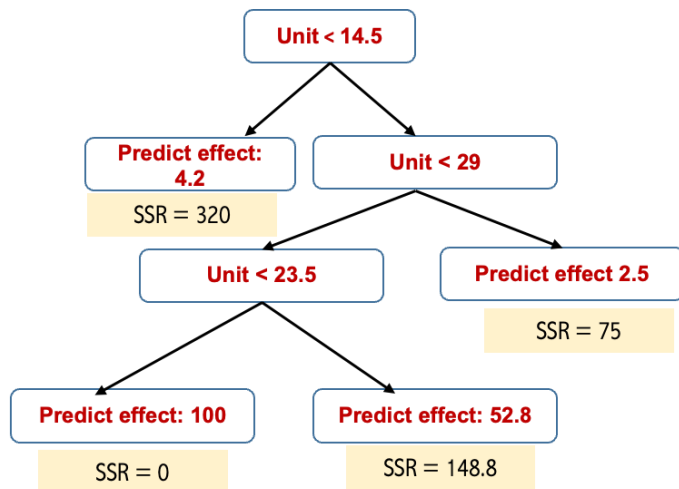 Unit < 14.5
Predict effect:
4.2
Unit < 29
SSR = 320
Unit < 23.5
Predict effect 2.5
SSR = 75
Predict effect: 100
Predict effect: 52.8
SSR = 0
SSR = 148.8